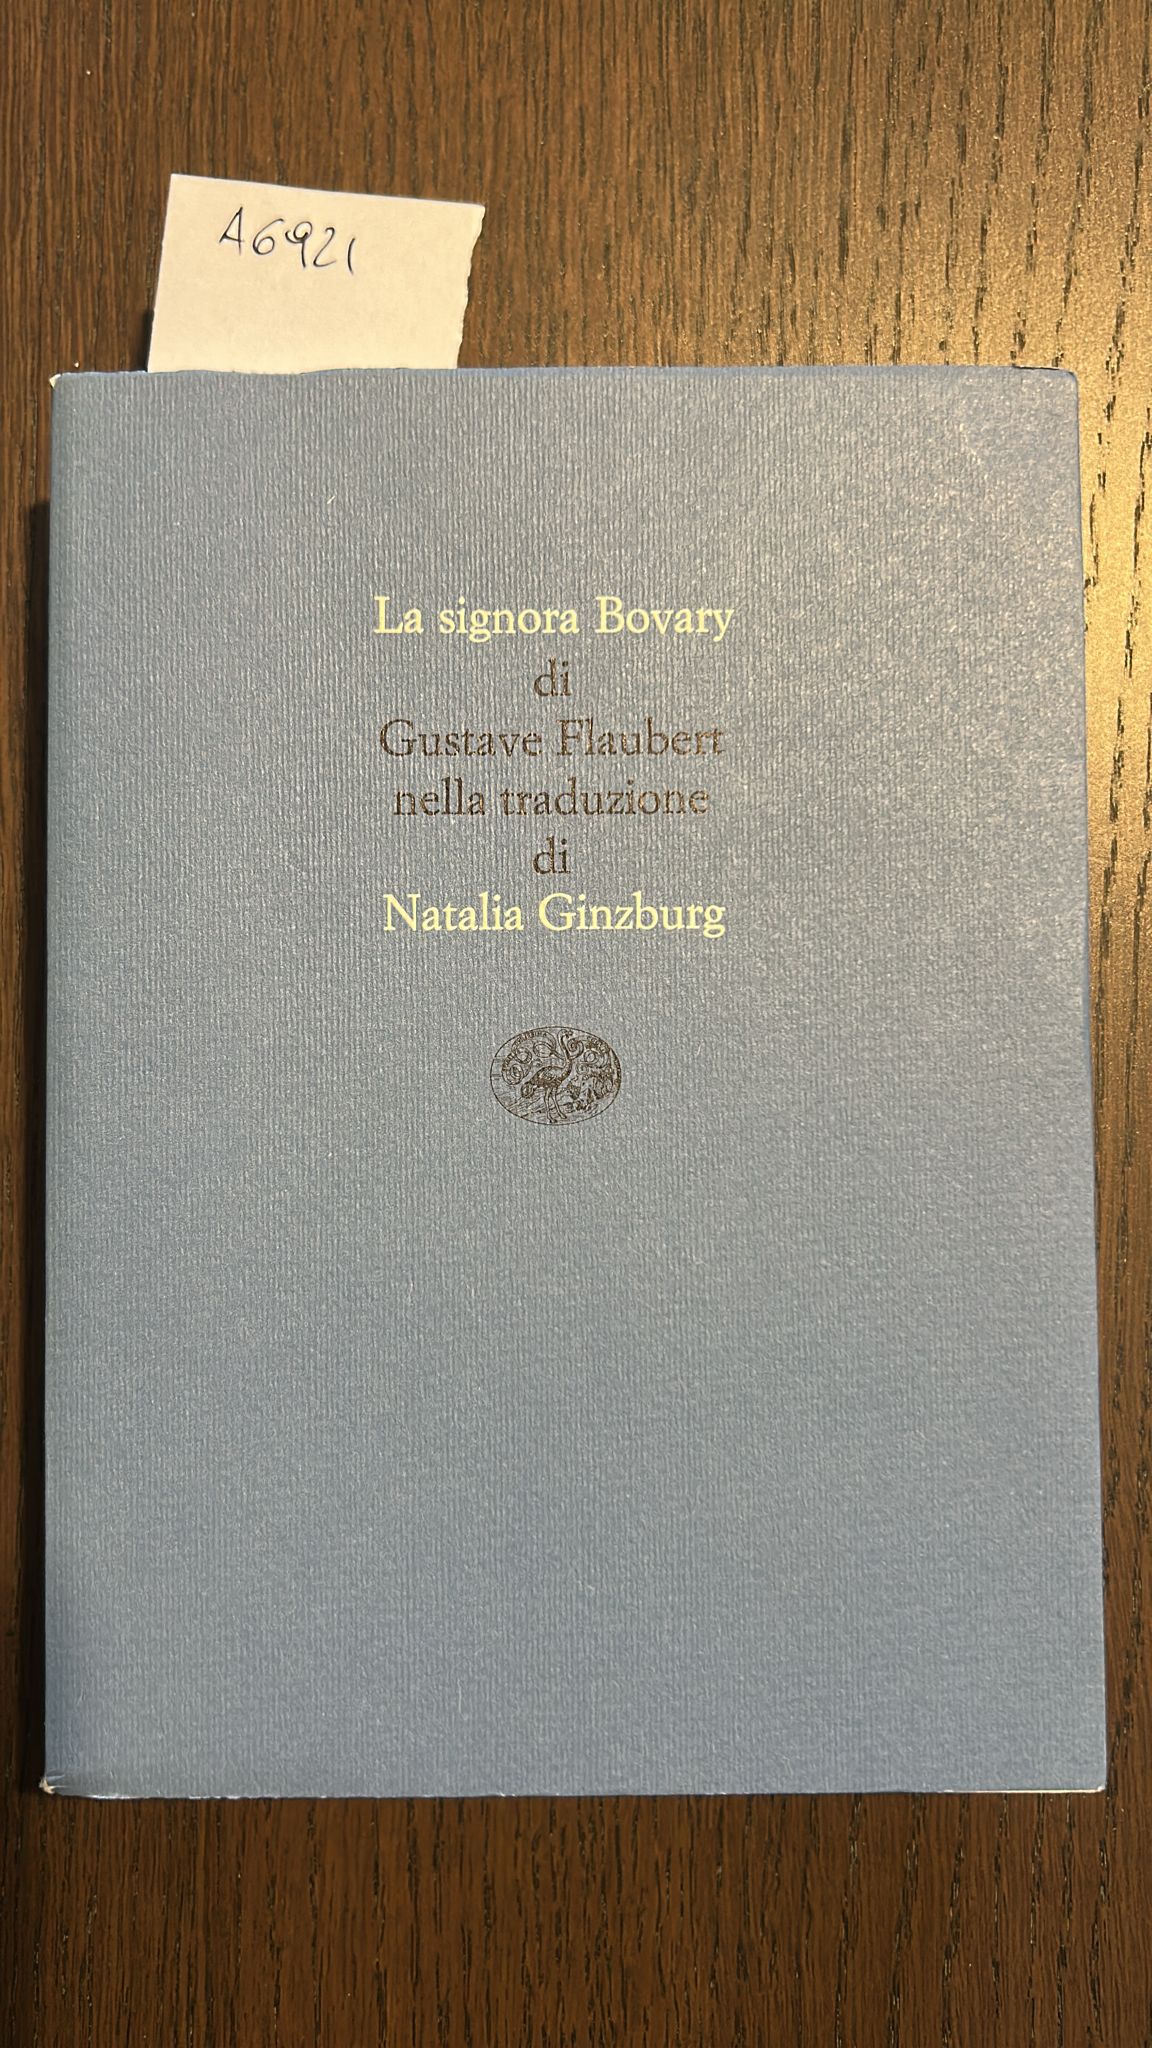 A6921
La signora Bovary
di
Gustave Flaubert
nella traduzione
di
Natalia Ginzburg